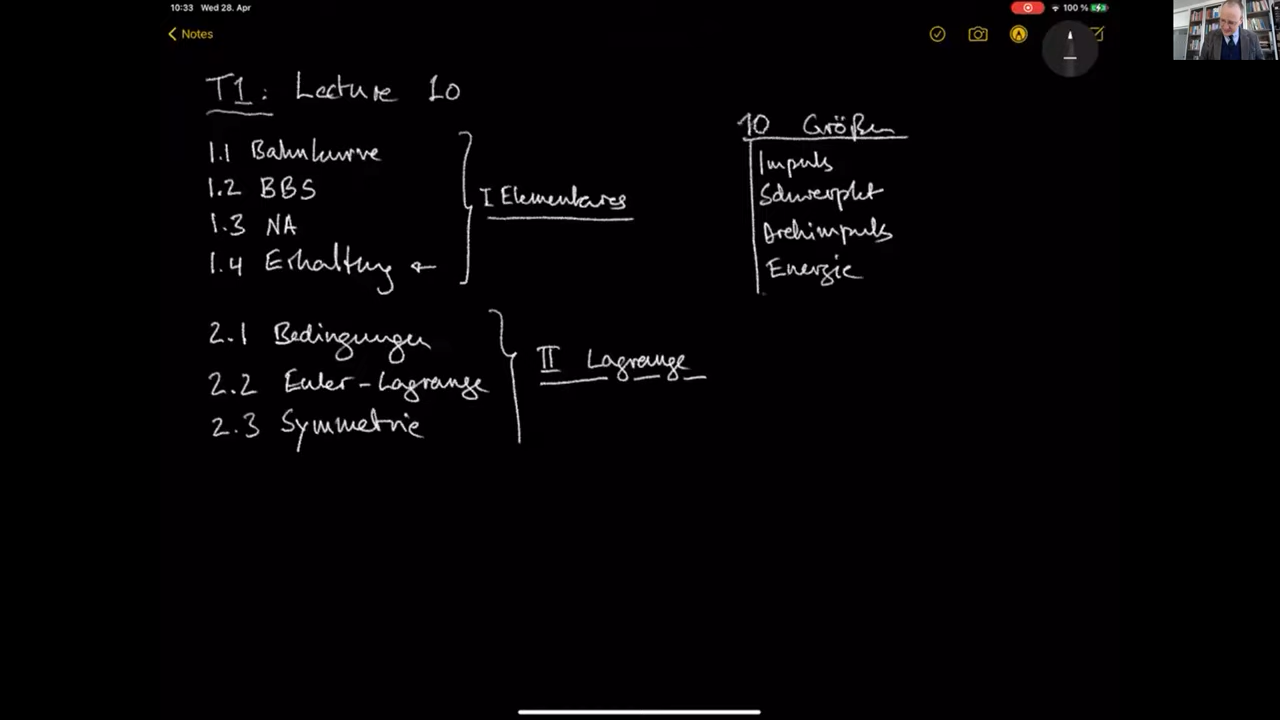 10:33 Wed 28. Apr
100 %
Notes
T1: Lecture 10
1.1 Bahnkurve
1.2 BBS
1.3 NA
1.4 Erhaltung ←
I Elementares
2.1 Bedingungen
2.2 Euler-Lagrange
2.3 Symmetrie
II Lagrange
10 Größen
Impuls
Schwerpkt
Drehimpuls
Energie